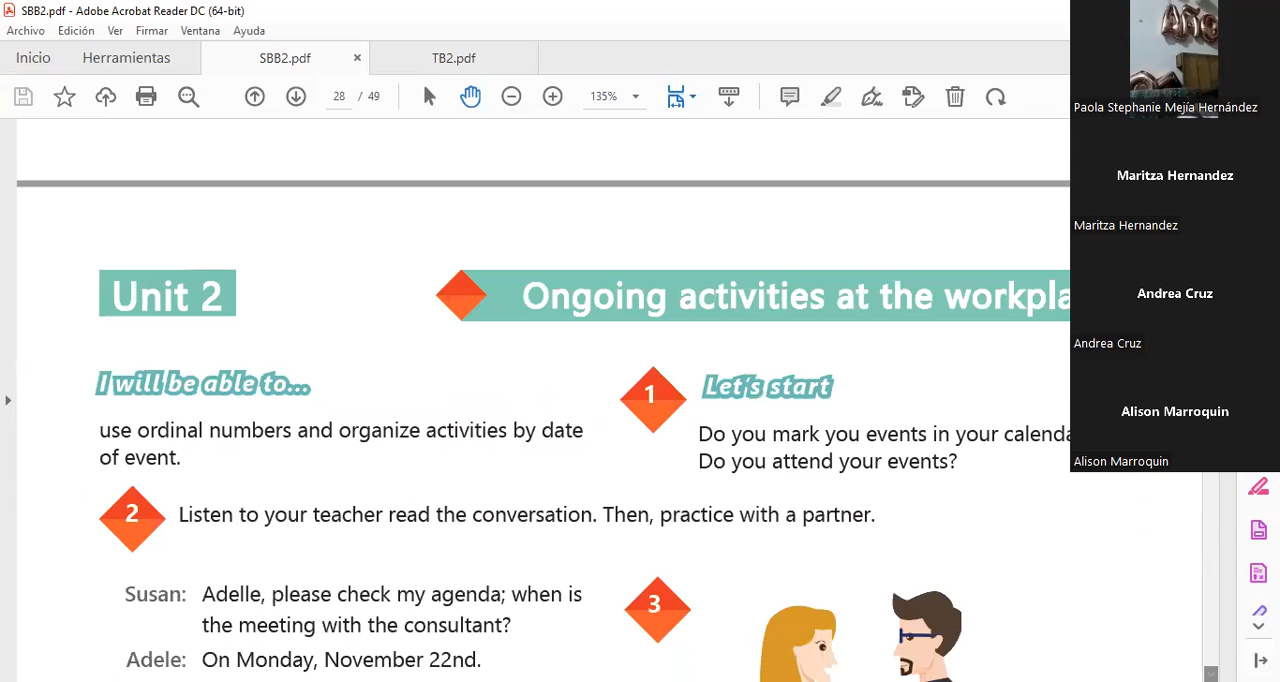 SBB2.pdf - Adobe Acrobat Reader DC (64-bit)
Archivo Edición Ver Firmar Ventana Ayuda
Inicio Herramientas SBB2.pdf × TB2.pdf
28 / 49 135%
Unit 2
Ongoing activities at the workpla
I will be able to...
use ordinal numbers and organize activities by date
of event.
1 Let's start
Do you mark you events in your calenda
Do you attend your events?
2 Listen to your teacher read the conversation. Then, practice with a partner.
Susan: Adelle, please check my agenda; when is
the meeting with the consultant?
Adele: On Monday, November 22nd.
3
Año
Paola Stephanie Mejía Hernández
Maritza Hernandez
Maritza Hernandez
Andrea Cruz
Andrea Cruz
Alison Marroquin
Alison Marroquin